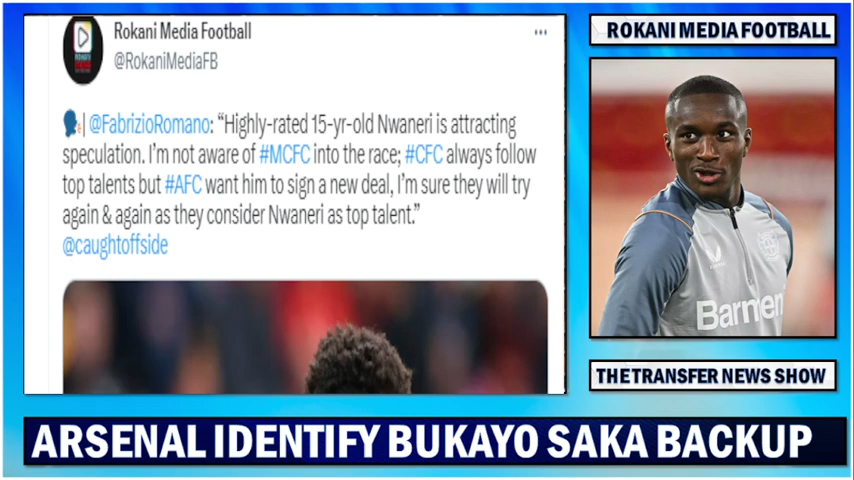 Rokani Media Football
@RokaniMediaFB
| @FabrizioRomano: “Highly-rated 15-yr-old Nwaneri is attracting
speculation. I'm not aware of #MCFC into the race; #CFC always follow
top talents but #AFC want him to sign a new deal, I'm sure they will try
again & again as they consider Nwaneri as top talent.”
@caughtoffside
ROKANI MEDIA FOOTBALL
Barmen
THE TRANSFER NEWS SHOW
ARSENAL IDENTIFY BUKAYO SAKA BACKUP